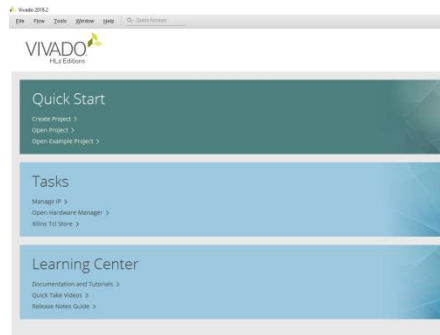 Vivado 2018.2
File Flow Tools Window Help Quick Access
VIVADO
HLx Editions
Quick Start
Create Project >
Open Project >
Open Example Project >
Tasks
Manage IP >
Open Hardware Manager >
Xilinx Tcl Store >
Learning Center
Documentation and Tutorials >
Quick Take Videos >
Release Notes Guide >